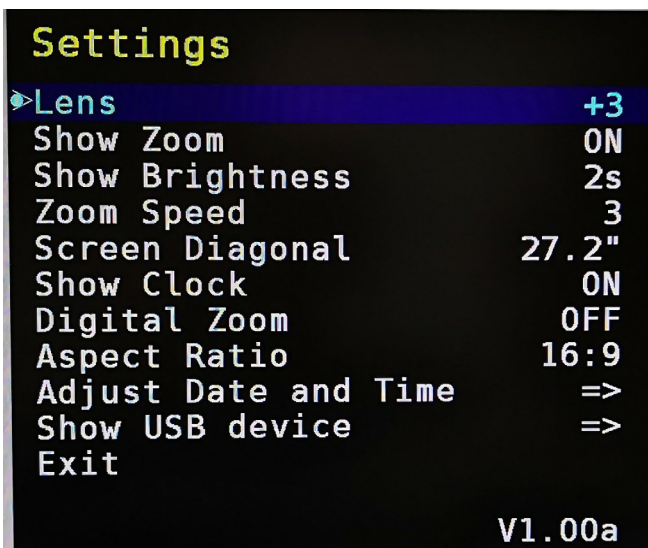 Settings
Lens +3
Show Zoom ON
Show Brightness 2s
Zoom Speed 3
Screen Diagonal 27.2"
Show Clock ON
Digital Zoom OFF
Aspect Ratio 16:9
Adjust Date and Time =>
Show USB device =>
Exit
V1.00a